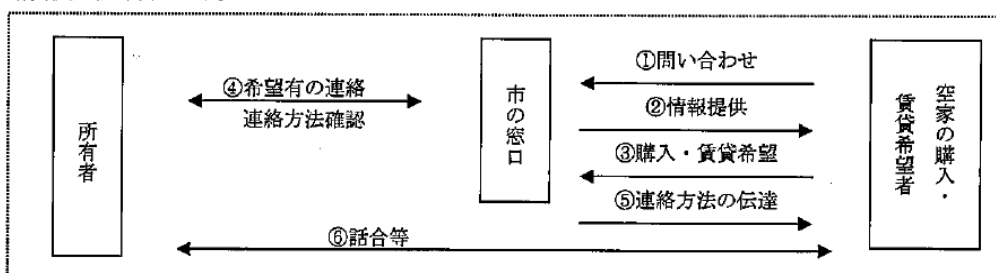 所有者
④希望有の連絡
連絡方法確認
市の窓口
①問い合わせ
②情報提供
③購入・賃貸希望
⑤連絡方法の伝達
⑥話合等
空家の購入・
賃貸希望者